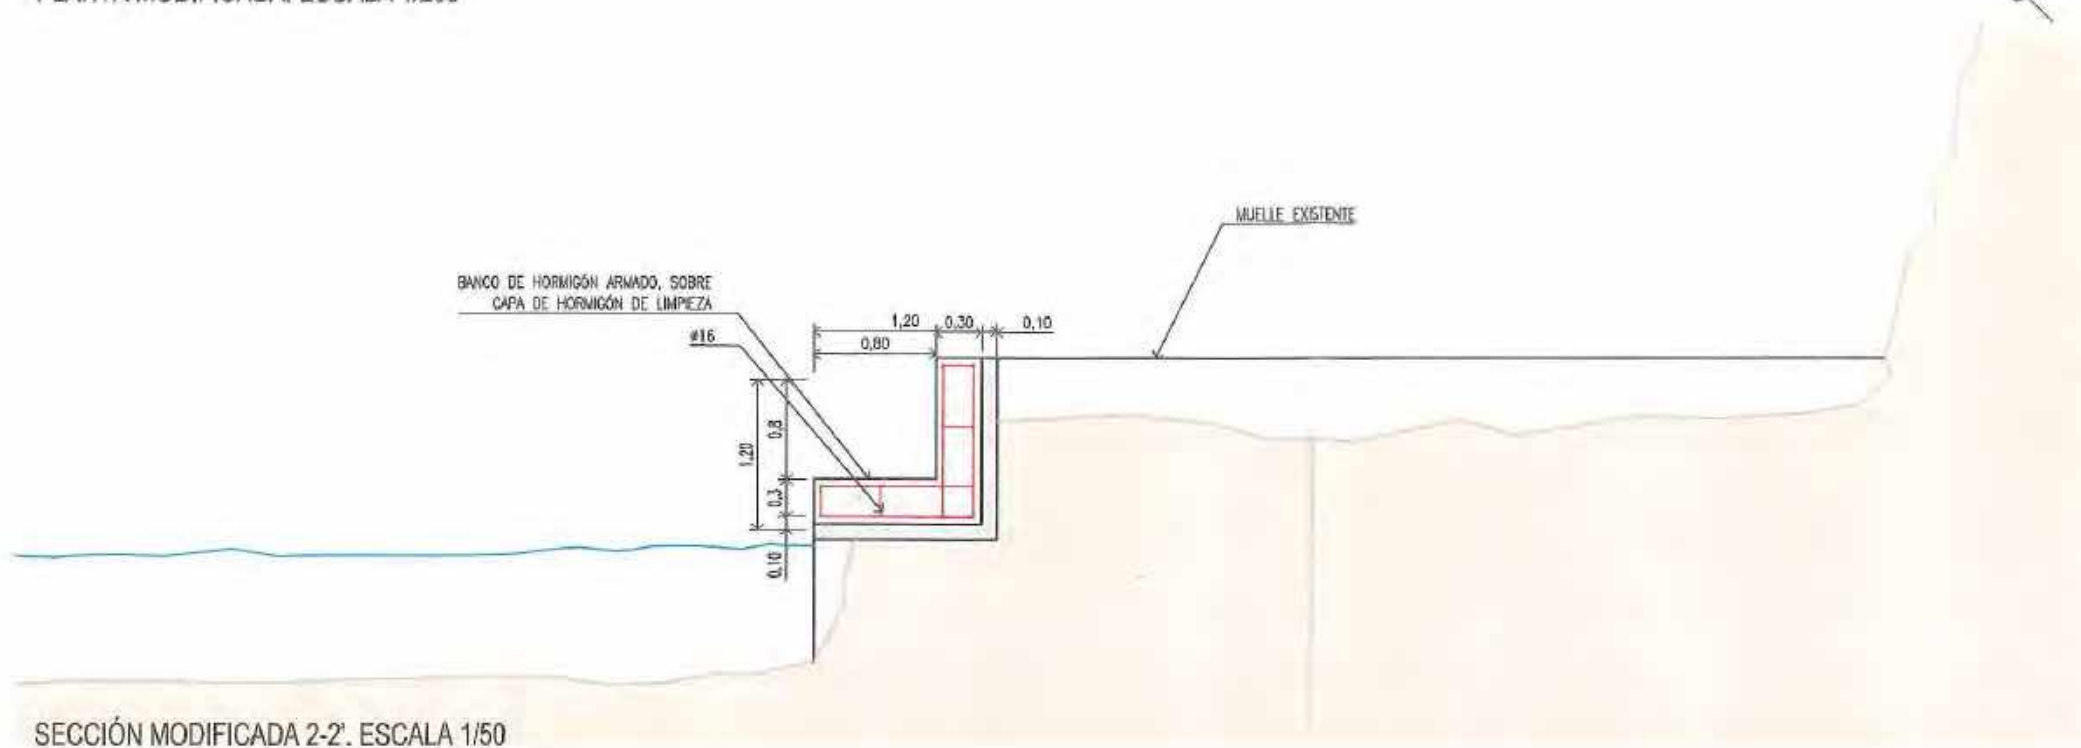 MUELLE EXISTENTE
BANCO DE HORMIGÓN ARMADO, SOBRE
CAPA DE HORMIGÓN DE LIMPIEZA
ø16
1,20 0,30 0,10
0,80
1,20
0,8
0,3
0,10
SECCIÓN MODIFICADA 2-2'. ESCALA 1/50